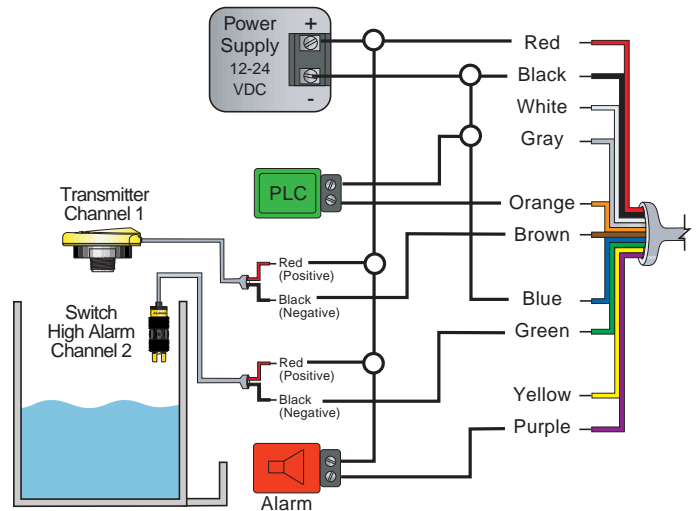 Power
Supply
12-24
VDC
+
-
Red
Black
White
Gray
PLC
Orange
Brown
Transmitter
Channel 1
Red
(Positive)
Black
(Negative)
Blue
Switch
High Alarm
Channel 2
Green
Red
(Positive)
Black
(Negative)
Yellow
Purple
Alarm